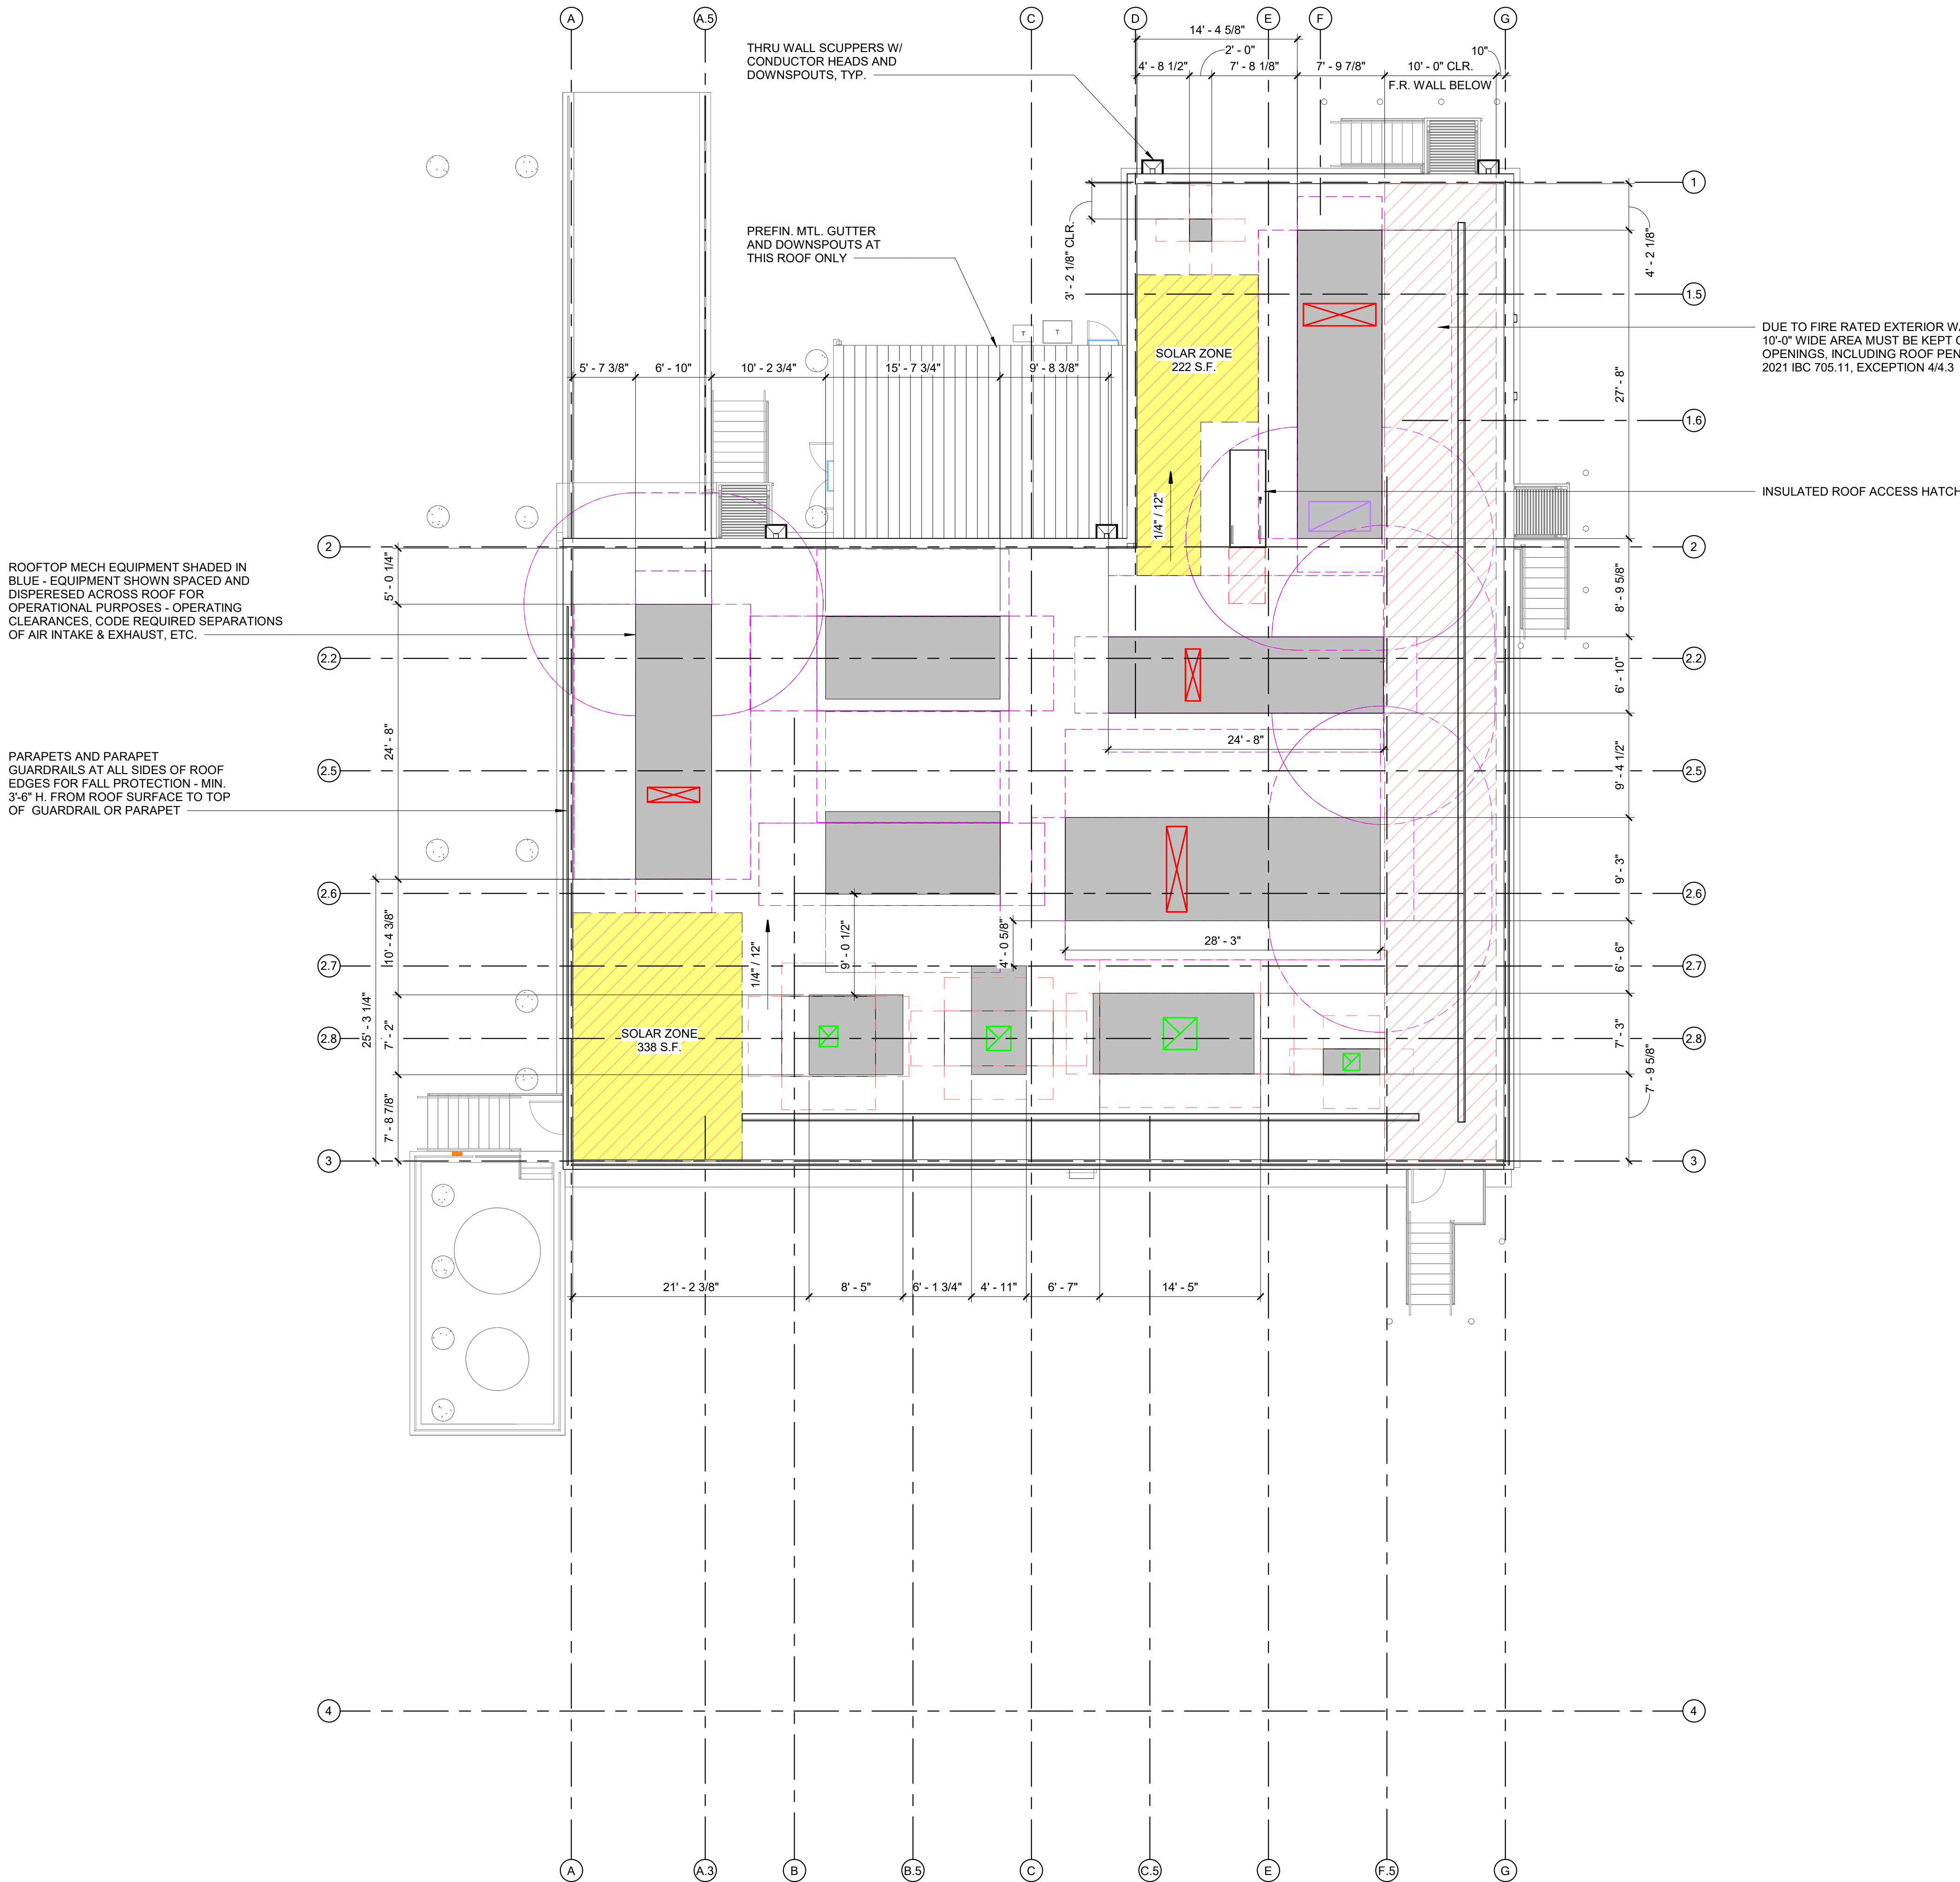 A
A.5
C
D
E
F
G
14' - 4 5/8"
2' - 0"
10"
4' - 8 1/2"
7' - 8 1/8"
7' - 9 7/8"
10' - 0" CLR.
F.R. WALL BELOW
THRU WALL SCUPPERS W/
CONDUCTOR HEADS AND
DOWNSPOUTS, TYP.
1
PREFIN. MTL. GUTTER
AND DOWNSPOUTS AT
THIS ROOF ONLY
3' - 2 1/8" CLR.
4' - 2 1/8"
1.5
T
T
DUE TO FIRE RATED EXTERIOR
10'-0" WIDE AREA MUST BE KEPT
OPENINGS, INCLUDING ROOF
2021 IBC 705.11, EXCEPTION 4/4.3
SOLAR ZONE
222 S.F.
5' - 7 3/8"
6' - 10"
10' - 2 3/4"
15' - 7 3/4"
9' - 8 3/8"
27' - 8"
1.6
INSULATED ROOF ACCESS HATCH
1/4" / 12"
2
2
ROOFTOP MECH EQUIPMENT SHADED IN
BLUE - EQUIPMENT SHOWN SPACED AND
DISPERESED ACROSS ROOF FOR
OPERATIONAL PURPOSES - OPERATING
CLEARANCES, CODE REQUIRED SEPARATIONS
OF AIR INTAKE & EXHAUST, ETC.
5' - 0 1/4"
8' - 9 5/8"
2.2
2.2
6' - 10"
24' - 8"
24' - 8"
PARAPETS AND PARAPET
GUARDRAILS AT ALL SIDES OF ROOF
EDGES FOR FALL PROTECTION - MIN.
3'-6" H. FROM ROOF SURFACE TO TOP
OF GUARDRAIL OR PARAPET
2.5
2.5
9' - 4 1/2"
9' - 3"
2.6
2.6
10' - 4 3/8"
1/4" / 12"
9' - 0 1/2"
4' - 0 5/8"
28' - 3"
6' - 6"
2.7
2.7
25' - 3 1/4"
7' - 2"
SOLAR ZONE
338 S.F.
7' - 3"
2.8
2.8
7' - 9 5/8"
7' - 8 7/8"
3
3
21' - 2 3/8"
8' - 5"
6' - 1 3/4"
4' - 11"
6' - 7"
14' - 5"
4
4
A
A.3
B
B.5
C
C.5
E
F.5
G